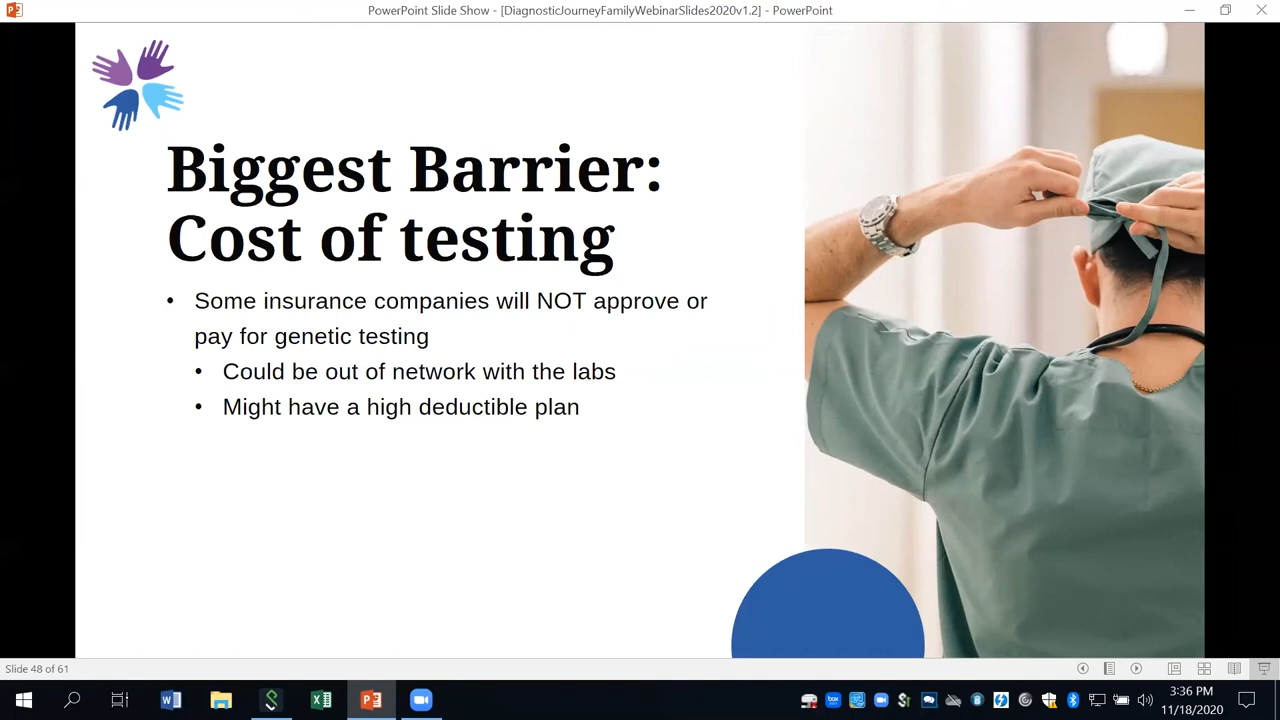 PowerPoint Slide Show - [DiagnosticJourneyFamilyWebinarSlides2020v1.2] - PowerPoint
Biggest Barrier:
Cost of testing
• Some insurance companies will NOT approve or
pay for genetic testing
• Could be out of network with the labs
• Might have a high deductible plan
Slide 48 of 61
3:36 PM
11/18/2020